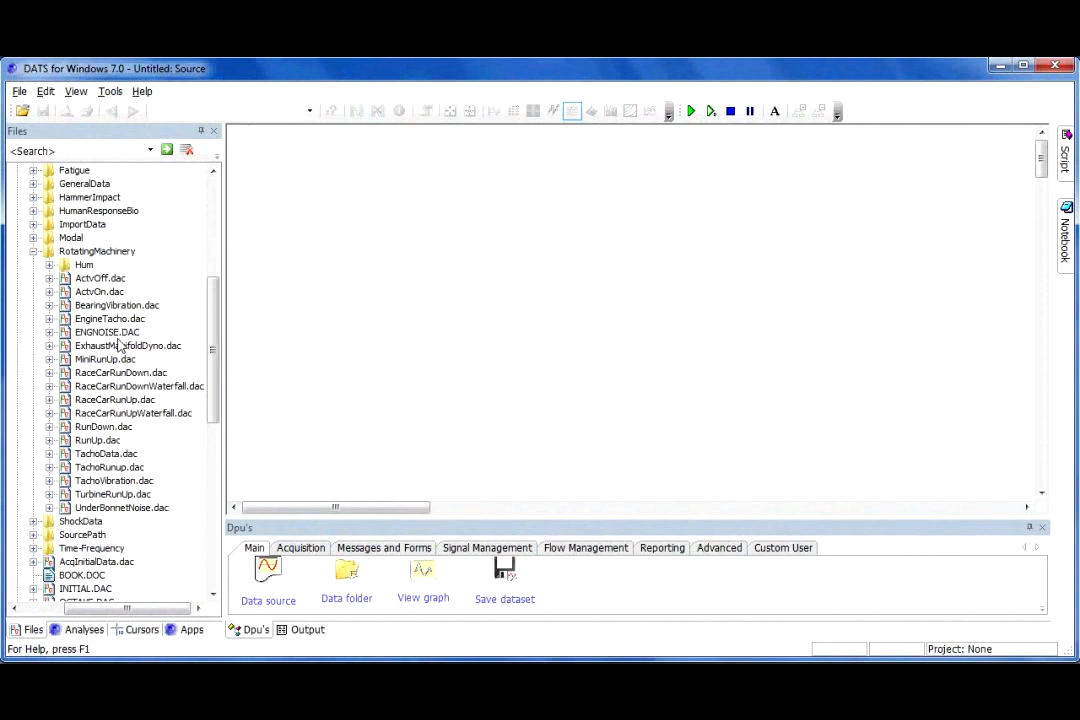 DATS for Windows 7.0 - Untitled: Source
File Edit View Tools Help
Files
<Search>
Fatigue
GeneralData
HammerImpact
HumanResponseBio
ImportData
Modal
RotatingMachinery
Hum
ActvOff.dac
ActvOn.dac
BearingVibration.dac
EngineTacho.dac
ENGNOISE.DAC
ExhaustManifoldDyno.dac
MiniRunUp.dac
RaceCarRunDown.dac
RaceCarRunDownWaterfall.dac
RaceCarRunUp.dac
RaceCarRunUpWaterfall.dac
RunDown.dac
RunUp.dac
TachoData.dac
TachoRunup.dac
TachoVibration.dac
TurbineRunUp.dac
UnderBonnetNoise.dac
ShockData
SourcePath
Time-Frequency
AcqInitialData.dac
BOOK.DOC
INITIAL.DAC
Files Analyses Cursors Apps
Script
Notebook
A
Dpu's
Main Acquisition Messages and Forms Signal Management Flow Management Reporting Advanced Custom User
Data source Data folder View graph Save dataset
Dpu's Output
For Help, press F1
Project: None